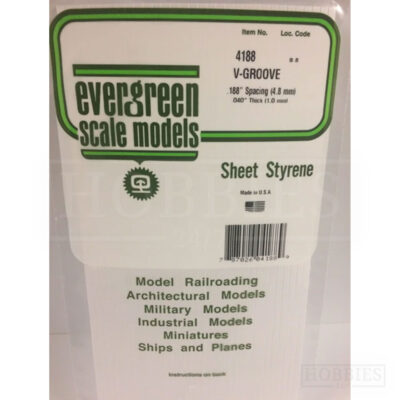 Item No. Loc. Code
4188
V-GROOVE
.188" Spacing (4.8 mm)
.040" Thick (1.0 mm)
evergreen
scale models
Sheet Styrene
Made in U S A
Model Railroading
Architectural Models
Military Models
Industrial Models
Miniatures
Ships and Planes
Instructions on back
HOBBIES